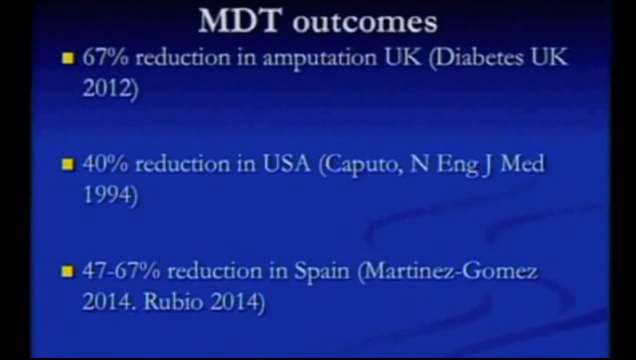 MDT outcomes
67% reduction in amputation UK (Diabetes UK
2012)
40% reduction in USA (Caputo, N Eng J Med
1994)
47-67% reduction in Spain (Martinez-Gomez
2014. Rubio 2014)